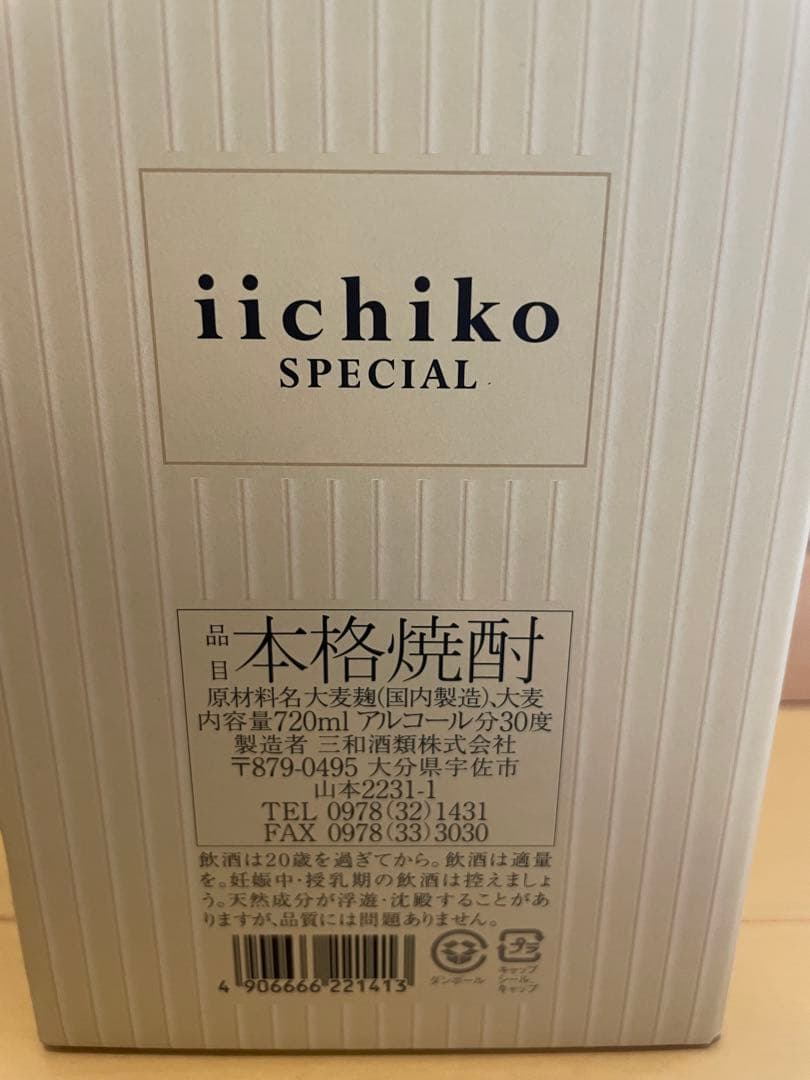 iichiko
SPECIAL
品目 本格焼酎
原材料名 大麦麹(国内製造)、大麦
内容量720ml アルコール分30度
製造者 三和酒類株式会社
〒879-0495 大分県宇佐市
山本2231-1
TEL 0978(32)1431
FAX 0978(33)3030
飲酒は20歳を過ぎてから。飲酒は適量
を。妊娠中・授乳期の飲酒は控えましょ
う。天然成分が浮遊・沈殿することがあ
りますが、品質には問題ありません。
4 906666 221413
ダンボール
プラ
キャップ
シール
キャップ